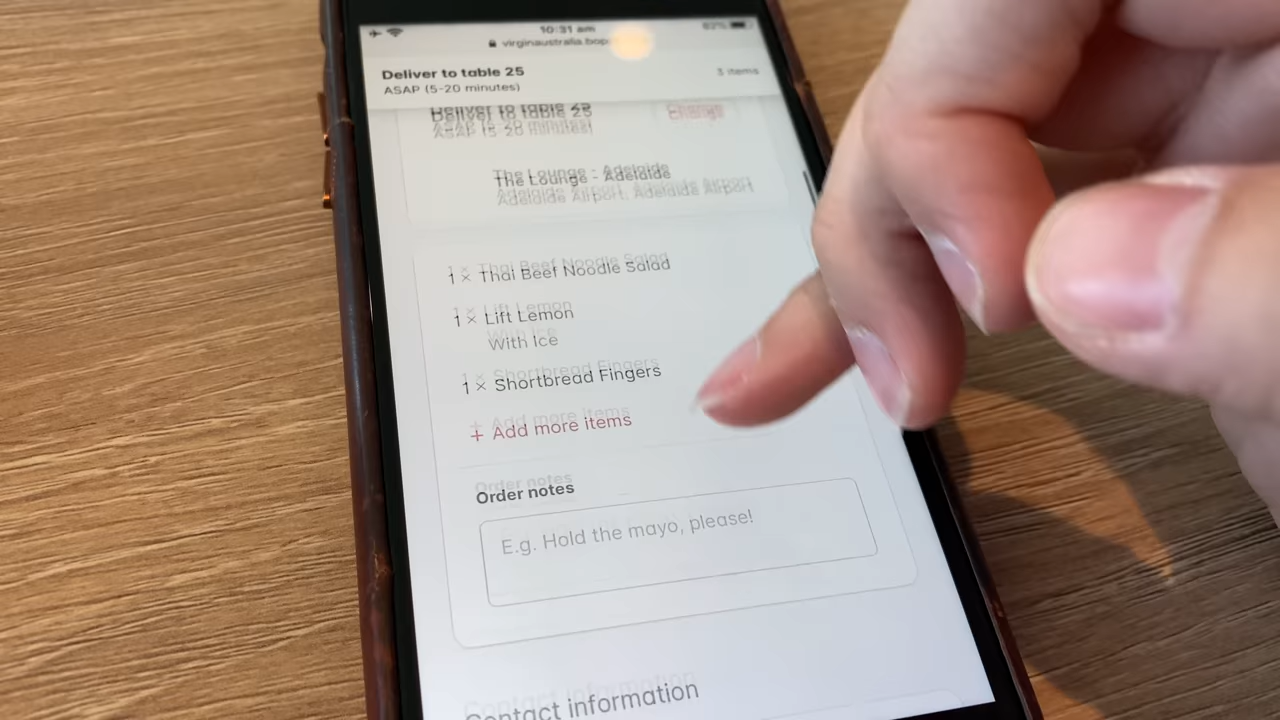 10:31 am
82%
virginaustralia.bop
Deliver to table 25
3 items
ASAP (5-20 minutes)
Deliver to table 25
Change
ASAP (5-20 minutes)
The Lounge - Adelaide
Adelaide Airport, Adelaide Airport
1 × Thai Beef Noodle Salad
1 × Lift Lemon
With Ice
1 × Shortbread Fingers
+ Add more items
Order notes
E.g. Hold the mayo, please!
Contact information